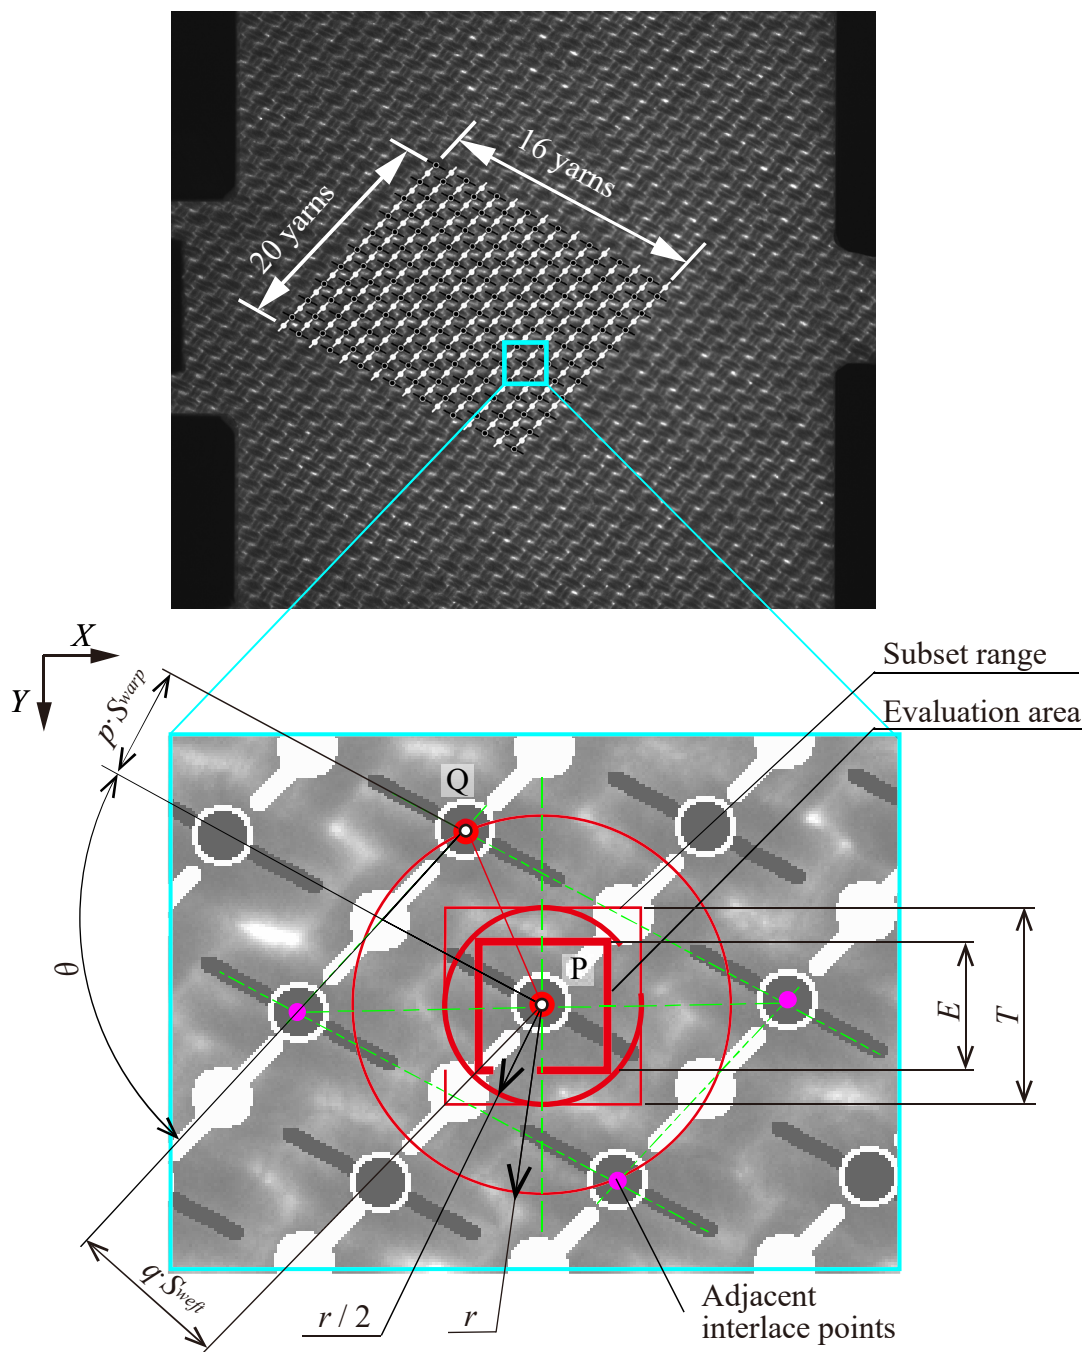 16 yarns
20 yarns
X
Y
Subset range
Evaluation area
p·Swarp
Q
P
θ
E
T
q·Sweft
r / 2
r
Adjacent
interlace points